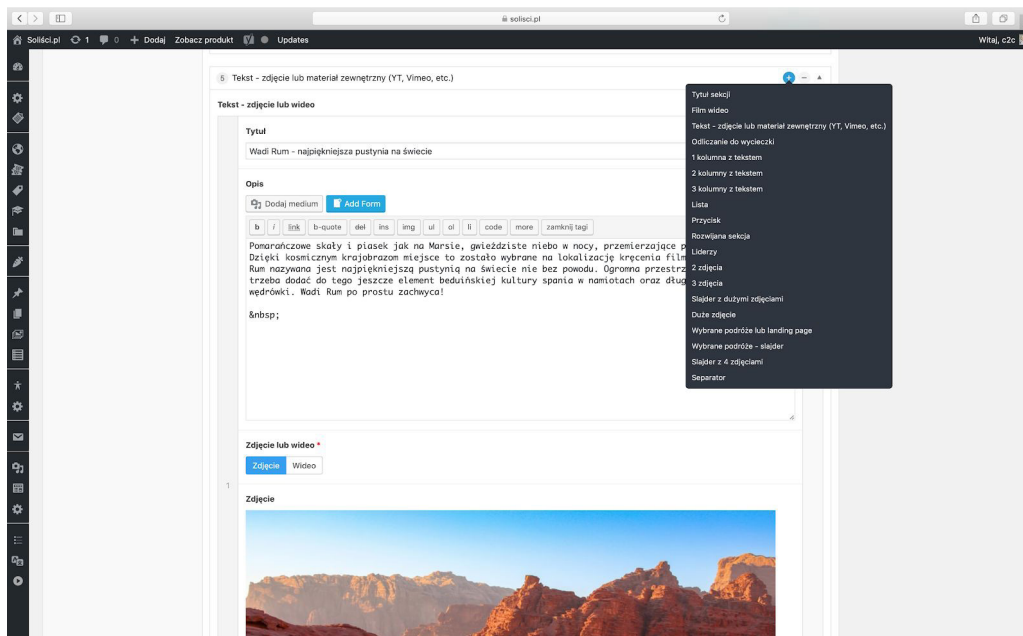 solisci.pl
Soliści.pl 1 0 + Dodaj Zobacz produkt Updates Witaj, c2c
5 Tekst - zdjęcie lub materiał zewnętrzny (YT, Vimeo, etc.)
Tekst - zdjęcie lub wideo
Tytuł
Wadi Rum - najpiękniejsza pustynia na świecie
Opis
Dodaj medium Add Form
b i link b-quote del ins img ul ol li code more zamknij tagi
Pomarańczowe skały i piasek jak na Marsie, gwieździste niebo w nocy, przemierzające
Dzięki kosmicznym krajobrazom miejsce to zostało wybrane na lokalizację kręcenia
Rum nazywana jest najpiękniejszą pustynią na świecie nie bez powodu. Ogromna
trzeba dodać do tego jeszcze element beduińskiej kultury spania w namiotach oraz
wędrówki. Wadi Rum po prostu zachwyca!
&nbsp;
Tytuł sekcji
Film wideo
Tekst - zdjęcie lub materiał zewnętrzny (YT, Vimeo, etc.)
Odliczanie do wycieczki
1 kolumna z tekstem
2 kolumny z tekstem
3 kolumny z tekstem
Lista
Przycisk
Rozwijana sekcja
Liderzy
2 zdjęcia
3 zdjęcia
Slajder z dużymi zdjęciami
Duże zdjęcie
Wybrane podróże lub landing page
Wybrane podróże - slajder
Slajder z 4 zdjęciami
Separator
Zdjęcie lub wideo *
Zdjęcie Wideo
1
Zdjęcie